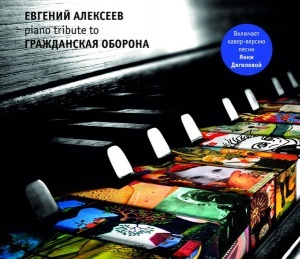 ЕВГЕНИЙ АЛЕКСЕЕВ
piano tribute to
ГРАЖДАНСКАЯ ОБОРОНА
Включает
кавер-версию
песни
Янки
Дягилевой